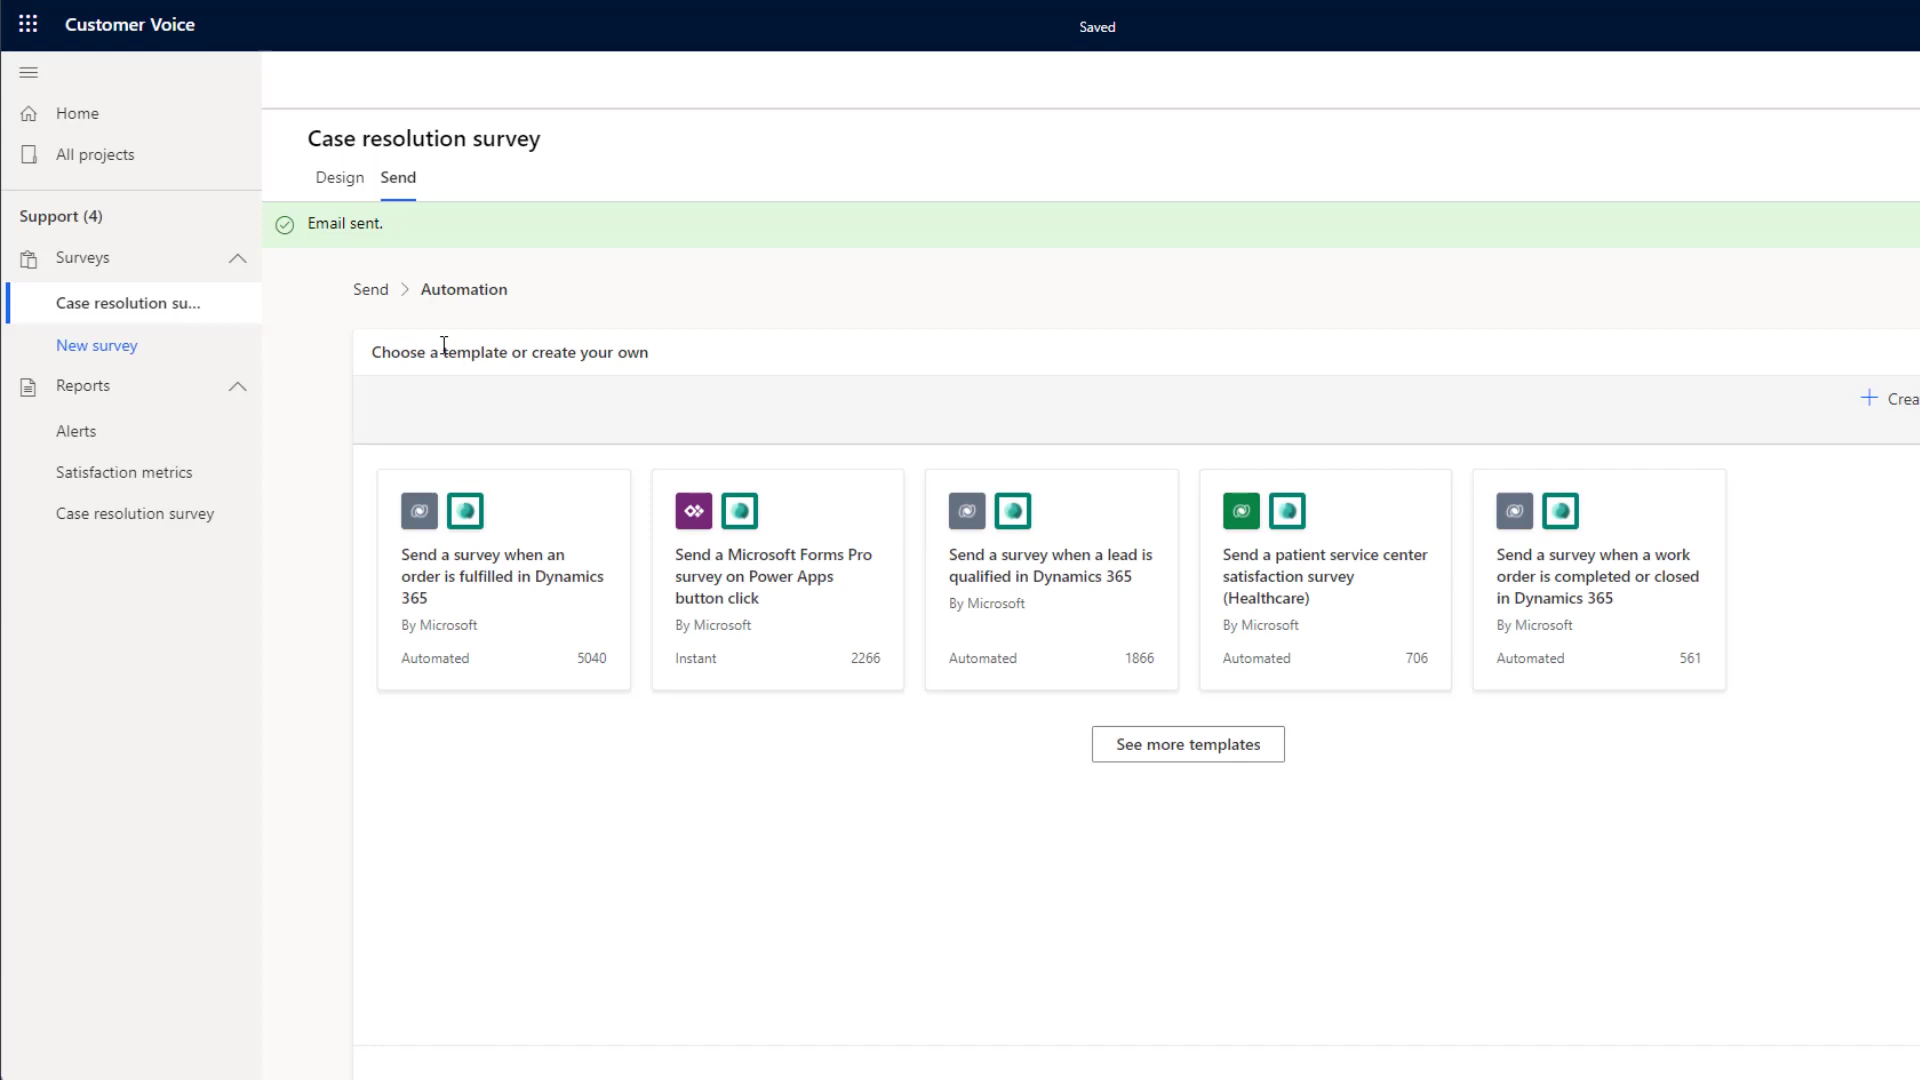 Customer Voice
Saved
Home
All projects
Support (4)
Surveys
Case resolution su...
New survey
Reports
Alerts
Satisfaction metrics
Case resolution survey
Case resolution survey
Design
Send
Email sent.
Send > Automation
Choose a template or create your own
+ Crea
Send a survey when an
order is fulfilled in Dynamics
365
By Microsoft
Automated 5040
Send a Microsoft Forms Pro
survey on Power Apps
button click
By Microsoft
Instant 2266
Send a survey when a lead is
qualified in Dynamics 365
By Microsoft
Automated 1866
Send a patient service center
satisfaction survey
(Healthcare)
By Microsoft
Automated 706
Send a survey when a work
order is completed or closed
in Dynamics 365
By Microsoft
Automated 561
See more templates